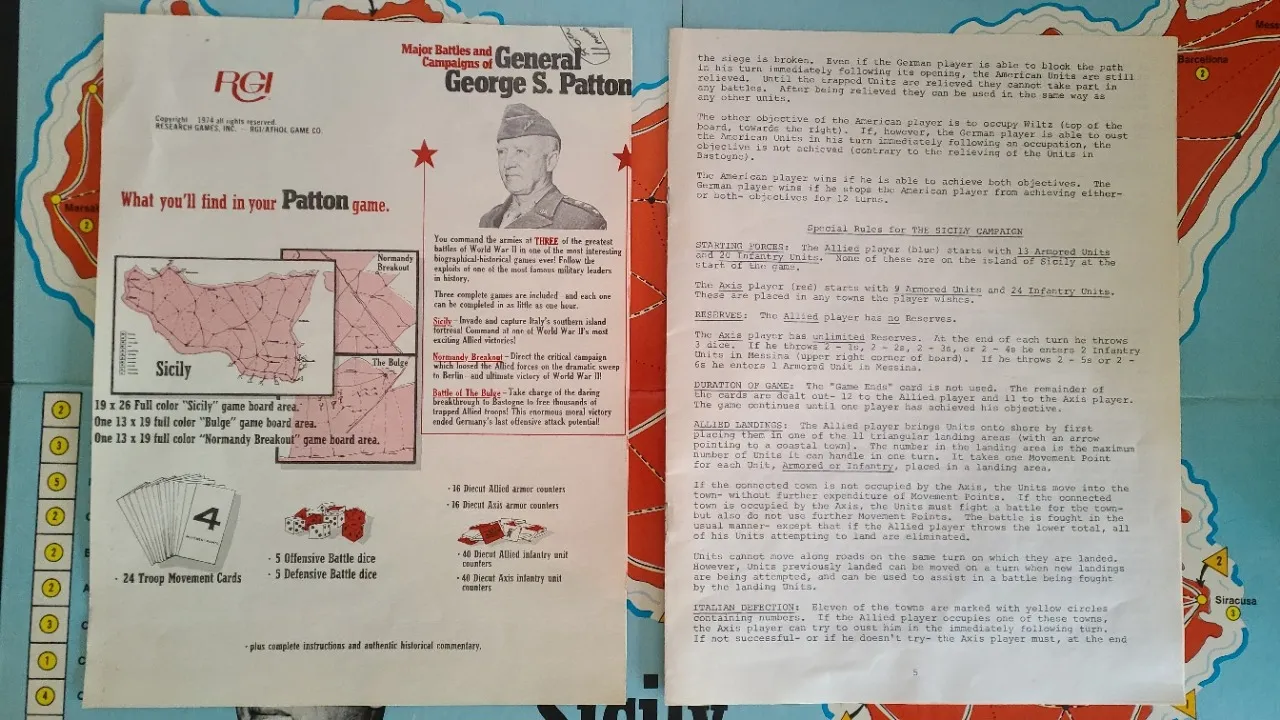 RGI
Copyright 1974 all rights reserved.
RESEARCH GAMES, INC. - RGI/ATHOL GAME CO.
Major Battles and
Campaigns of General
George S. Patton
What you'll find in your Patton game.
Normandy
Breakout
The Bulge
Sicily
19 x 26 Full color "Sicily" game board area.
One 13 x 19 full color "Bulge" game board area.
One 13 x 19 full color "Normandy Breakout" game board area.
You command the armies at THREE of the greatest
battles of World War II in one of the most interesting
biographical-historical games ever! Follow the
exploits of one of the most famous military leaders
in history.
Three complete games are included and each one
can be completed in as little as one hour.
Sicily—Invade and capture Italy's southern island
fortress! Command at one of World War II's most
exciting Allied victories!
Normandy Breakout—Direct the critical campaign
which loosed the Allied forces on the dramatic sweep
to Berlin and ultimate victory of World War II!
Battle of The Bulge—Take charge of the daring
breakthrough to Bastogne to free thousands of
trapped Allied troops! This enormous moral victory
ended Germany's last offensive attack potential!
4
· 24 Troop Movement Cards
· 5 Offensive Battle dice
· 5 Defensive Battle dice
· 16 Diecut Allied armor counters
· 16 Diecut Axis armor counters
· 40 Diecut Allied infantry unit
counters
· 48 Diecut Axis infantry unit
counters
· plus complete instructions and authentic historical commentary.
the siege is broken. Even if the German player is able to block the path
in his turn immediately following its opening, the American Units are still
relieved. Until the trapped Units are relieved they cannot take part in
any battles. After being relieved they can be used in the same way as
any other units.
The other objective of the American player is to occupy Wiltz (top of the
board, towards the right). If, however, the German player is able to oust
the American Units in his turn immediately following an occupation, the
objective is not achieved (contrary to the relieving of the Units in
Bastogne).
The American player wins if he is able to achieve both objectives. The
German player wins if he stops the American player from achieving either-
or both- objectives for 12 turns.
Special Rules for THE SICILY CAMPAIGN
STARTING FORCES: The Allied player (blue) starts with 13 Armored Units
and 20 Infantry Units. None of these are on the island of Sicily at the
start of the game.
The Axis player (red) starts with 9 Armored Units and 24 Infantry Units.
These are placed in any towns the player wishes.
RESERVES: The Allied player has no Reserves.
The Axis player has unlimited Reserves. At the end of each turn he throws
3 dice. If he throws 2 - 1s, 2 - 2s, 2 - 3s, or 2 - 4s he enters 2 Infantry
Units in Messina (upper right corner of board). If he throws 2 - 5s or 2 -
6s he enters 1 Armored Unit in Messina.
DURATION OF GAME: The "Game Ends" card is not used. The remainder of
the cards are dealt out- 12 to the Allied player and 11 to the Axis player.
The game continues until one player has achieved his objective.
ALLIED LANDINGS: The Allied player brings Units onto shore by first
placing them in one of the 11 triangular landing areas (with an arrow
pointing to a coastal town). The number in the landing area is the maximum
number of Units it can handle in one turn. It takes one Movement Point
for each Unit, Armored or Infantry, placed in a landing area.
If the connected town is not occupied by the Axis, the Units move into the
town- without further expenditure of Movement Points. If the connected
town is occupied by the Axis, the Units must fight a battle for the town-
but also do not use further Movement Points. The battle is fought in the
usual manner- except that if the Allied player throws the lower total, all
of his Units attempting to land are eliminated.
Units cannot move along roads on the same turn on which they are landed.
However, Units previously landed can be moved on a turn when new landings
are being attempted, and can be used to assist in a battle being fought
by the landing Units.
ITALIAN DEFECTION: Eleven of the towns are marked with yellow circles
containing numbers. If the Allied player occupies one of these towns,
the Axis player can try to oust him in the immediately following turn.
If not successful- or if he doesn't try- the Axis player must, at the end
5
Marsal
2
Barcellona
2
Mess
2
Siracusa
3
2
3
5
2
2
2
3
1
4
Sicily